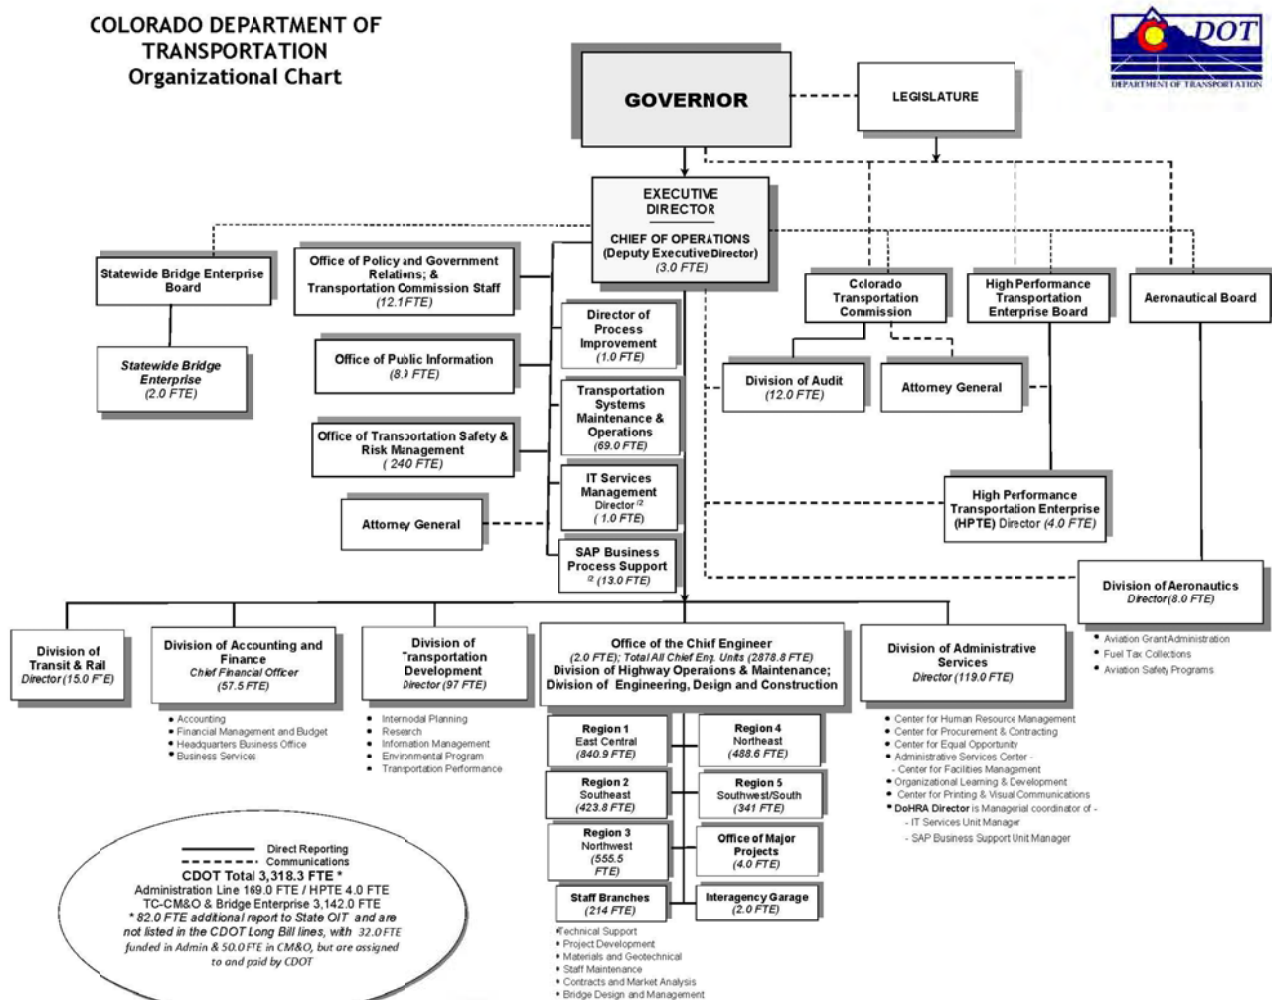 COLORADO DEPARTMENT OF
TRANSPORTATION
Organizational Chart
DOT
DEPARTMENT OF TRANSPORTATION
GOVERNOR
LEGISLATURE
EXECUTIVE
DIRECTOR
CHIEF OF OPERATIONS
(Deputy ExecutiveDirector)
(3.0 FTE)
Statewide Bridge Enterprise
Board
Statewide Bridge
Enterprise
(2.0 FTE)
Office of Policy and Government
Relations; &
Transportation Commission Staff
(12.1FTE)
Office of Public Information
(8.1 FTE)
Office of Transportation Safety &
Risk Management
( 240 FTE)
Attorney General
Director of
Process
Improvement
(1.0 FTE)
Transportation
Systems
Maintenance &
Operations
(69.0 FTE)
IT Services
Management
Director /2
( 1.0 FTE)
SAP Business
Process Support
/2 (13.0 FTE)
Colorado
Transportation
Commission
High Performance
Transportation
Enterprise Board
Aeronautical Board
Division of Audit
(12.0 FTE)
Attorney General
High Performance
Transportation Enterprise
(HPTE) Director (4.0 FTE)
Division of Aeronautics
Director(8.0 FTE)
• Aviation Grant Administration
• Fuel Tax Collections
• Aviation Safety Programs
Division of
Transit & Rail
Director (15.0 FTE)
Division of Accounting and
Finance
Chief Financial Officer
(57.5 FTE)
• Accounting
• Financial Management and Budget
• Headquarters Business Office
• Business Services
Division of
Transportation
Development
Director (97 FTE)
• Intermodal Planning
• Research
• Information Management
• Environmental Program
• Transportation Performance
Office of the Chief Engineer
(2.0 FTE); Total All Chief Eng. Units (2878.8 FTE)
Division of Highway Operations & Maintenance;
Division of Engineering, Design and Construction
Region 1
East Central
(840.9 FTE)
Region 4
Northeast
(488.6 FTE)
Region 2
Southeast
(423.8 FTE)
Region 5
Southwest/South
(341 FTE)
Region 3
Northwest
(555.5
FTE)
Office of Major
Projects
(4.0 FTE)
Staff Branches
(214 FTE)
Interagency Garage
(2.0 FTE)
•Technical Support
• Project Development
• Materials and Geotechnical
• Staff Maintenance
• Contracts and Market Analysis
• Bridge Design and Management
Division of Administrative
Services
Director (119.0 FTE)
• Center for Human Resource Management
• Center for Procurement & Contracting
• Center for Equal Opportunity
• Administrative Services Center -
- Center for Facilities Management
• Organizational Learning & Development
• Center for Printing & Visual Communications
• DoHRA Director is Managerial coordinator of -
- IT Services Unit Manager
- SAP Business Support Unit Manager
Direct Reporting
Communications
CDOT Total 3,318.3 FTE *
Administration Line 169.0 FTE / HPTE 4.0 FTE
TC-CM&O & Bridge Enterprise 3,142.0 FTE
* 82.0 FTE additional report to State OIT and are
not listed in the CDOT Long Bill lines, with 32.0 FTE
funded in Admin & 50.0 FTE in CM&O, but are assigned
to and paid by CDOT